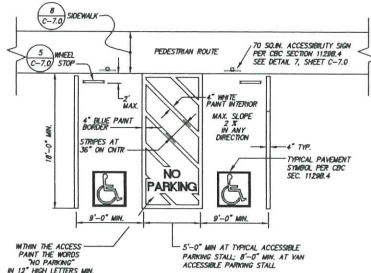 8
C-7.0
SIDEWALK
5
C-7.0
WHEEL
STOP
PEDESTRIAN ROUTE
70 SQ.IN. ACCESSIBILITY SIGN
PER CBC SECTION 1129B.4
SEE DETAIL 7, SHEET C-7.0
2'
MAX.
4" WHITE
PAINT INTERIOR
4" BLUE PAINT
BORDER
MAX. SLOPE
2 %
IN ANY
DIRECTION
STRIPES AT
36" ON CNTR
4" TYP.
18'-0" MIN.
TYPICAL PAVEMENT
SYMBOL PER CBC
SEC. 1129B.4
NO
PARKING
9'-0" MIN.
9'-0" MIN.
WITHIN THE ACCESS
PAINT THE WORDS
"NO PARKING"
IN 12" HIGH LETTERS MIN.
5'-0" MIN AT TYPICAL ACCESSIBLE
PARKING STALL; 8'-0". MIN. AT VAN
ACCESSIBLE PARKING STALL